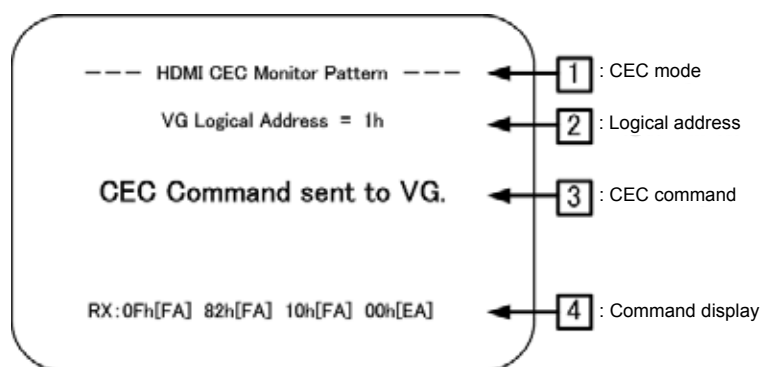 --- HDMI CEC Monitor Pattern ---
1 : CEC mode
VG Logical Address = 1h
2 : Logical address
CEC Command sent to VG.
3 : CEC command
RX:0Fh[FA] 82h[FA] 10h[FA] 00h[EA]
4 : Command display